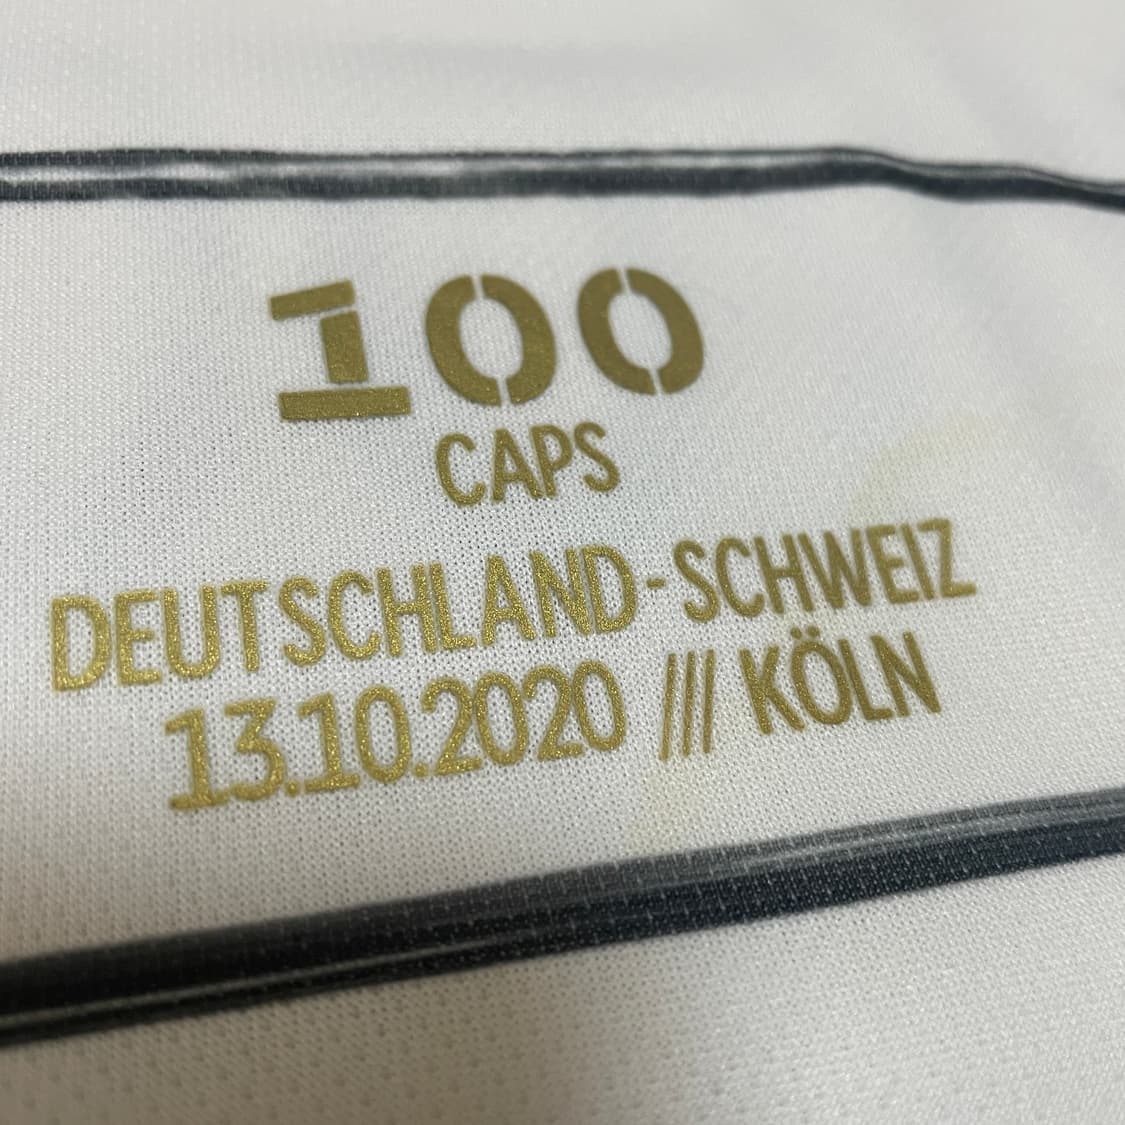 100
CAPS
DEUTSCHLAND-SCHWEIZ
13.10.2020 /// KÖLN